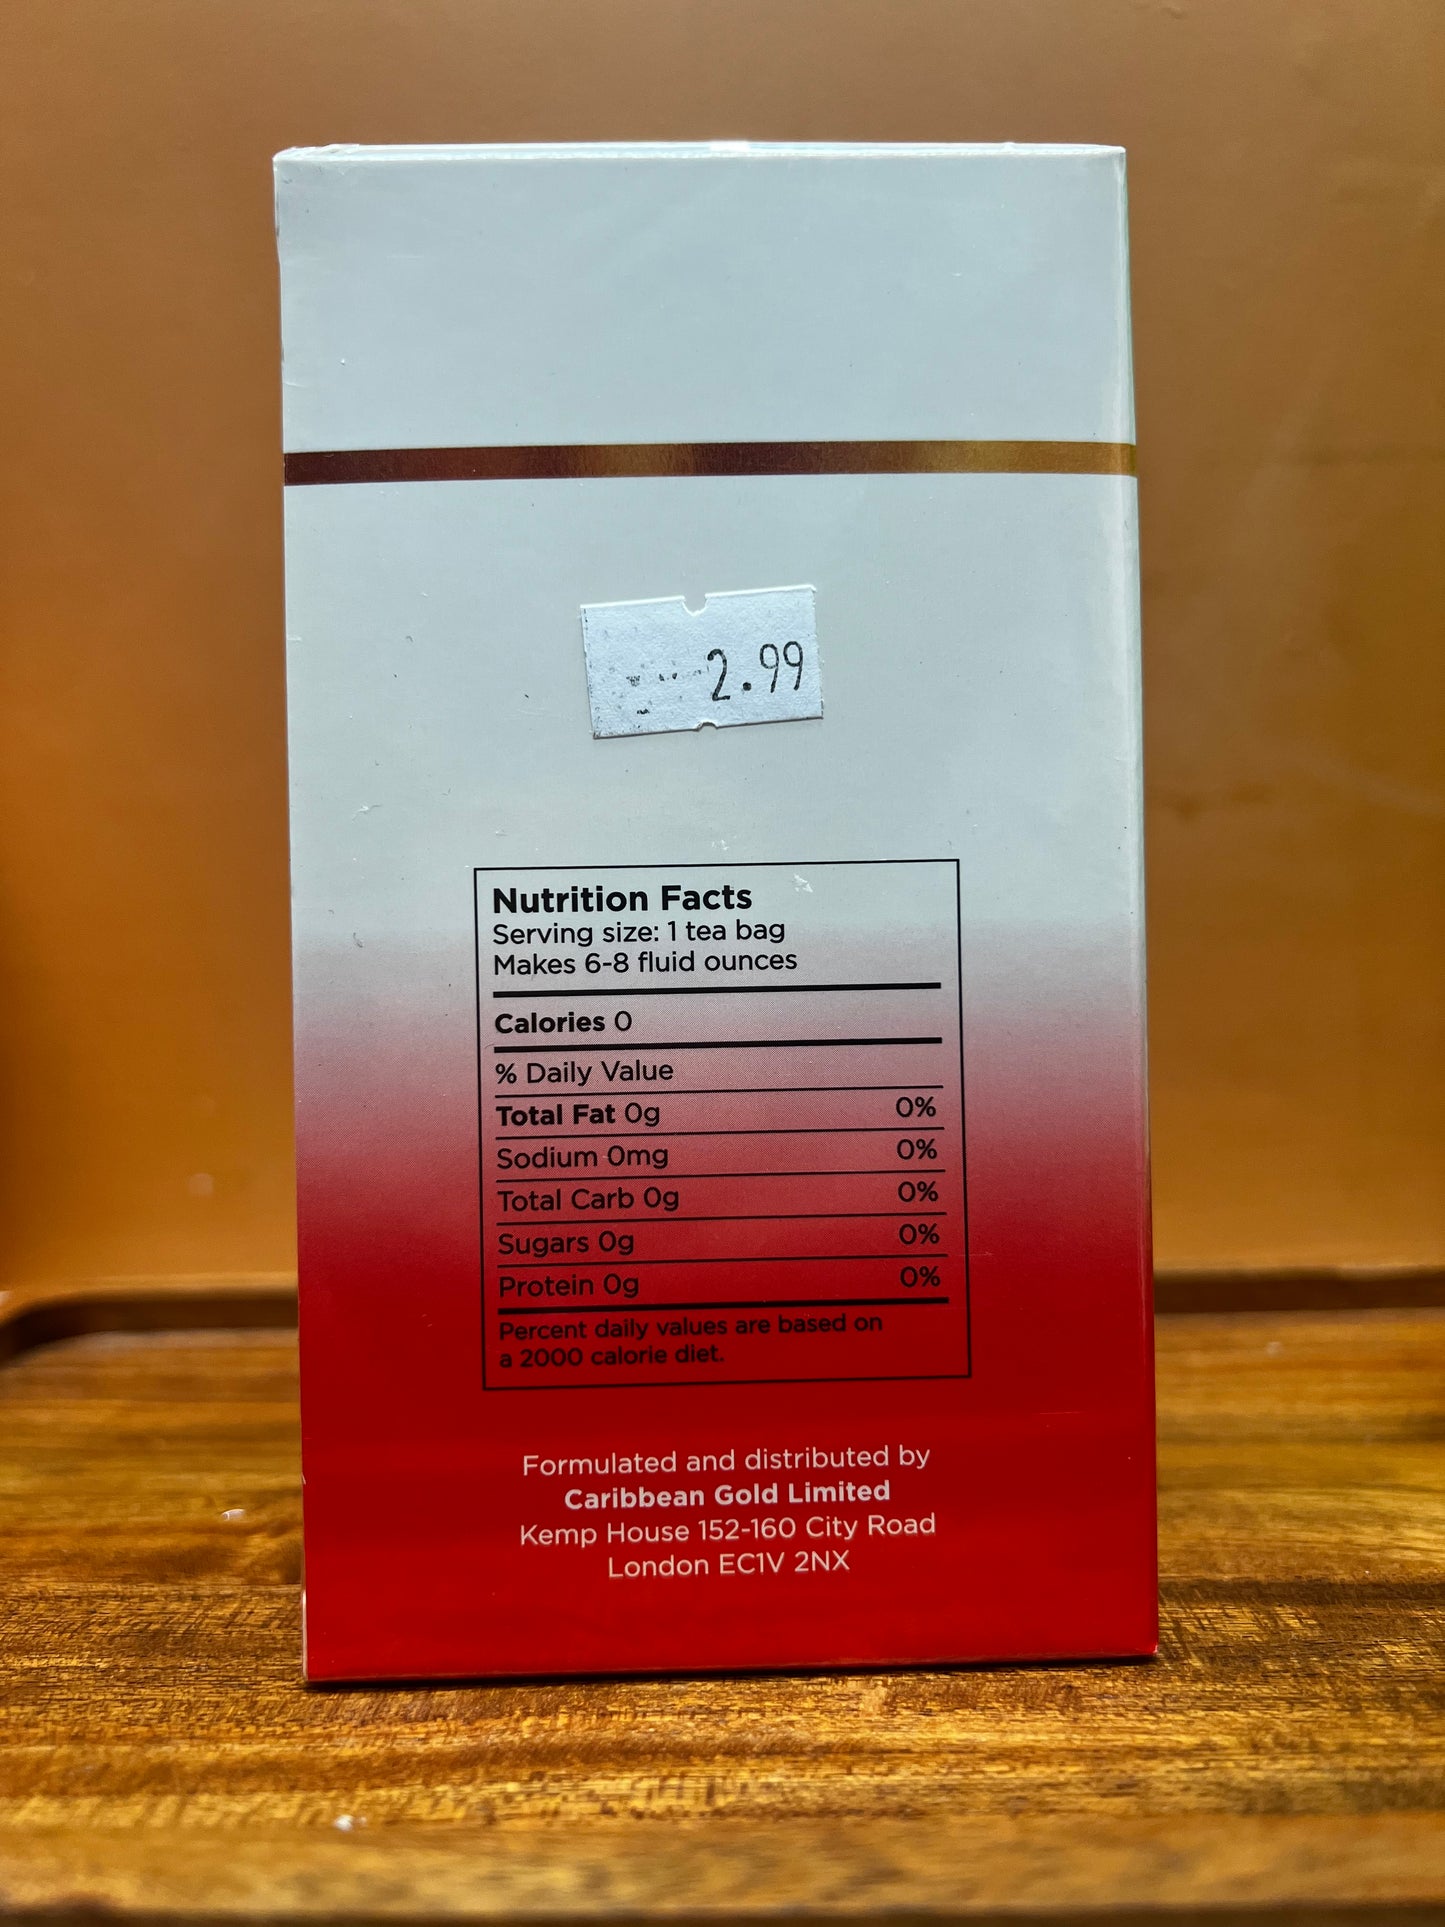 2.99
Nutrition Facts
Serving size: 1 tea bag
Makes 6-8 fluid ounces
Calories 0
% Daily Value
Total Fat 0g 0%
Sodium 0mg 0%
Total Carb 0g 0%
Sugars 0g 0%
Protein 0g 0%
Percent daily values are based on
a 2000 calorie diet.
Formulated and distributed by
Caribbean Gold Limited
Kemp House 152-160 City Road
London EC1V 2NX